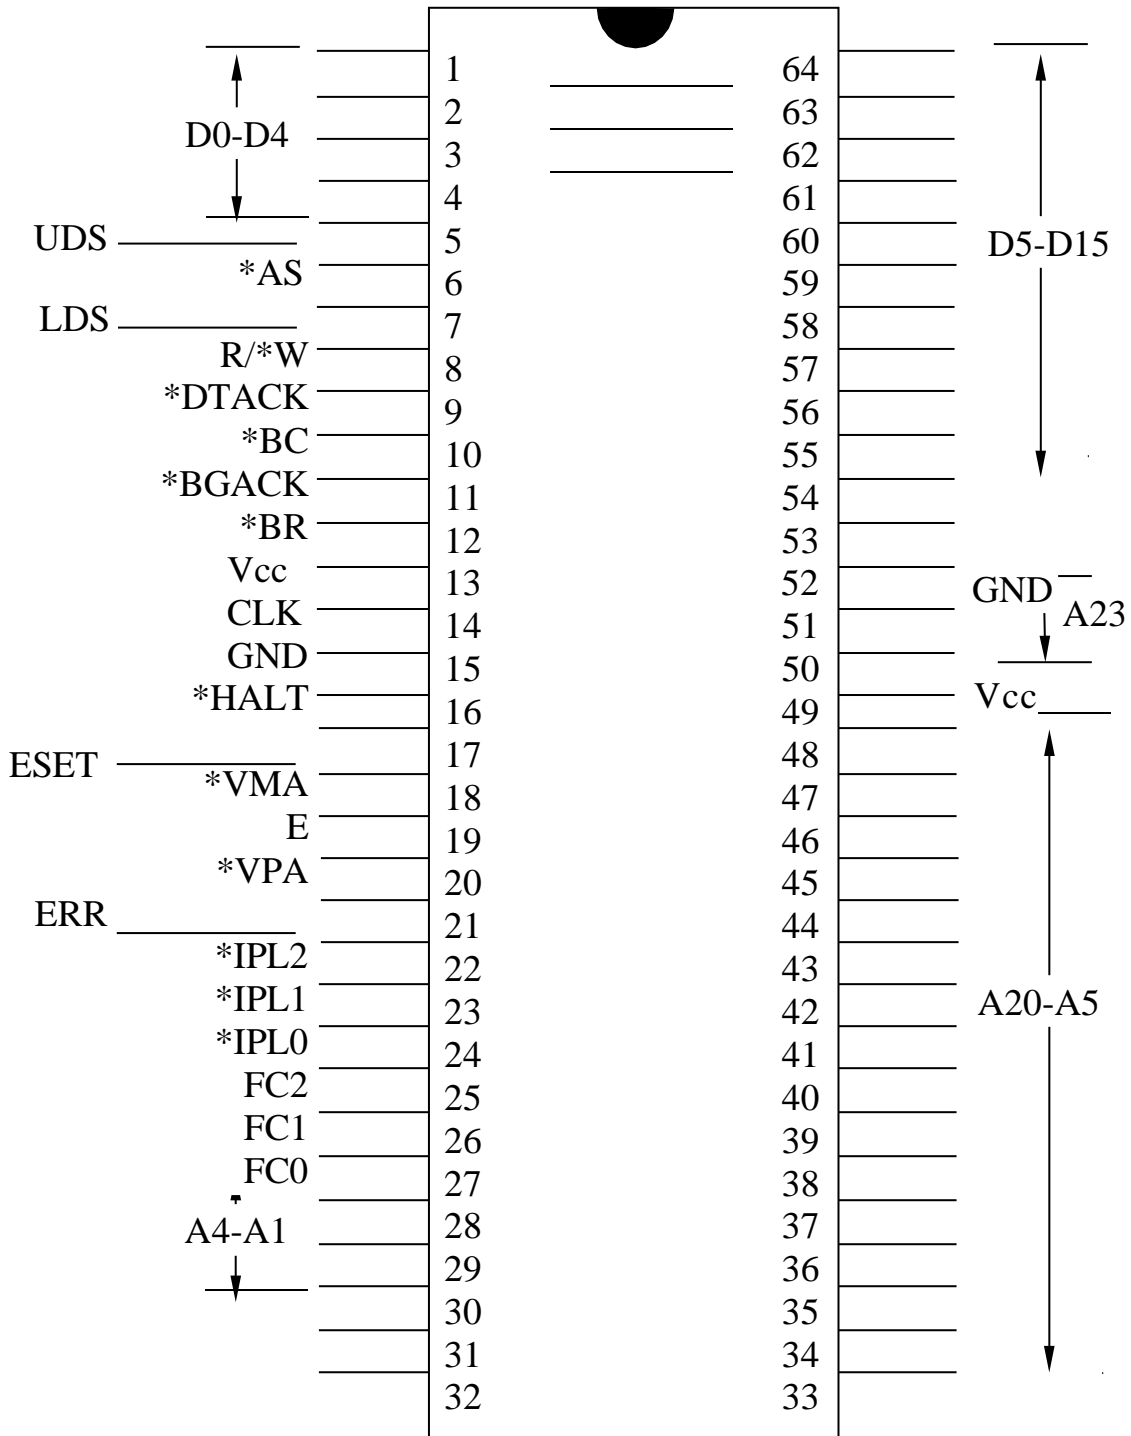 1 64
2 63
D0-D4
3 62
4 61
UDS 5 60 D5-D15
*AS 6 59
LDS 7 58
R/*W 8 57
*DTACK 9 56
*BC 10 55
*BGACK 11 54
*BR 12 53
Vcc 13 52 GND
CLK 14 51 A23
GND 15 50
*HALT 16 49 Vcc
ESET 17 48
*VMA 18 47
E 19 46
*VPA 20 45
ERR 21 44
*IPL2 22 43
*IPL1 23 42 A20-A5
*IPL0 24 41
FC2 25 40
FC1 26 39
FC0 27 38
A4-A1 28 37
29 36
30 35
31 34
32 33